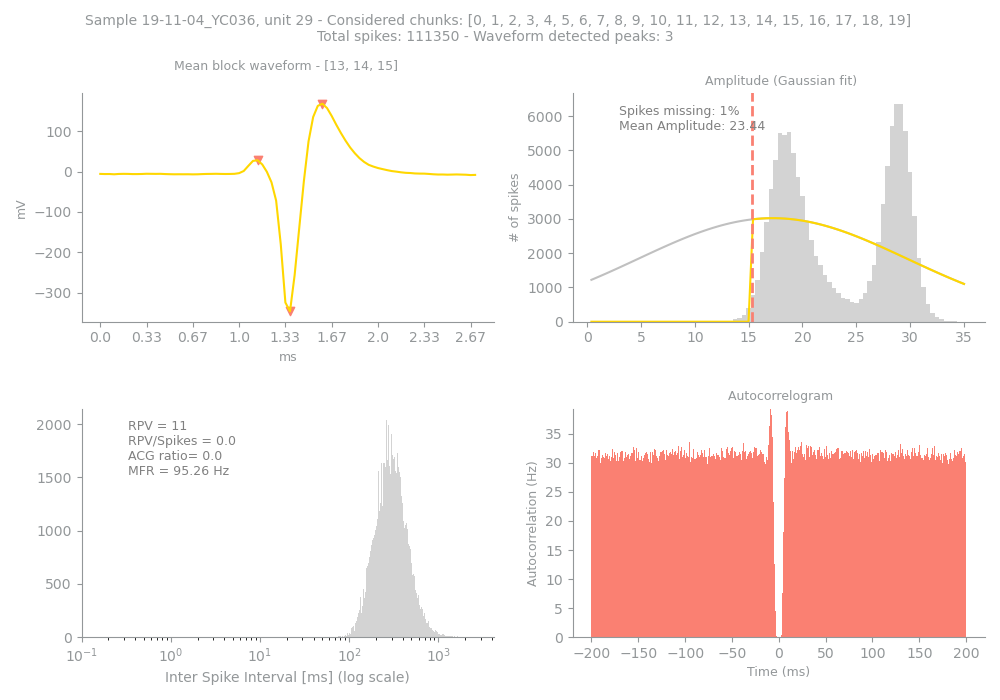 Sample 19-11-04_YC036, unit 29 - Considered chunks: [0, 1, 2, 3, 4, 5, 6, 7, 8, 9, 10, 11, 12, 13, 14, 15, 16, 17, 18, 19]
Total spikes: 111350 - Waveform detected peaks: 3
Mean block waveform - [13, 14, 15]
mV
100
0
−100
−200
−300
0.0 0.33 0.67 1.0 1.33 1.67 2.0 2.33 2.67
ms
Amplitude (Gaussian fit)
Spikes missing: 1%
Mean Amplitude: 23.44
# of spikes
6000
5000
4000
3000
2000
1000
0
0 5 10 15 20 25 30 35
RPV = 11
RPV/Spikes = 0.0
ACG ratio= 0.0
MFR = 95.26 Hz
2000
1500
1000
500
0
10⁻¹ 10⁰ 10¹ 10² 10³
Inter Spike Interval [ms] (log scale)
Autocorrelogram
Autocorrelation (Hz)
35
30
25
20
15
10
5
0
−200 −150 −100 −50 0 50 100 150 200
Time (ms)